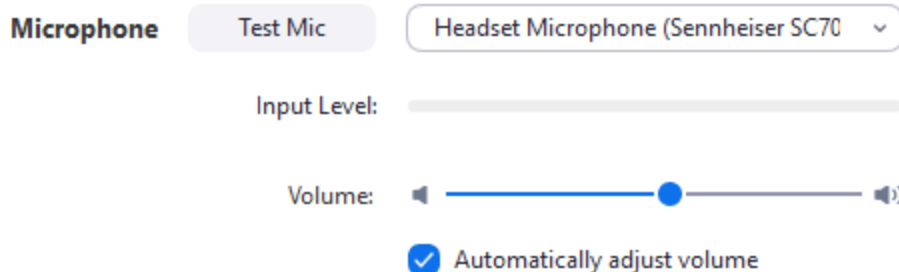 Microphone Test Mic Headset Microphone (Sennheiser SC70
Input Level:
Volume:
Automatically adjust volume